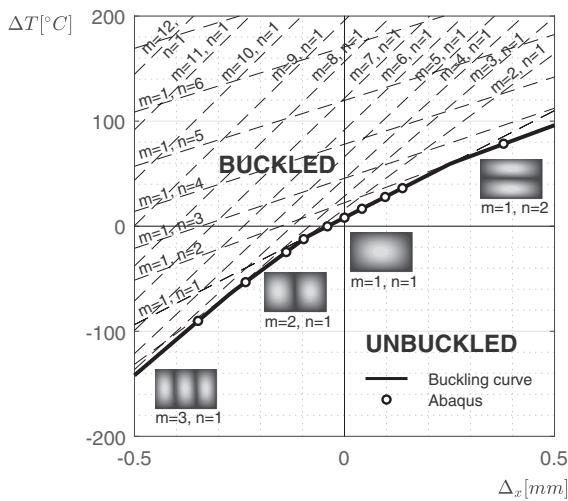 ΔT[°C]
200
100
0
-100
-200
-0.5
0
0.5
Δx[mm]
m=12,
n=1
m=11, n=1
m=10, n=1
m=9, n=1
m=8, n=1
m=7, n=1
m=6, n=1
m=5, n=1
m=4, n=1
m=3, n=1
m=2, n=1
m=1, n=6
m=1, n=5
m=1, n=4
m=1, n=3
m=1, n=2
m=1, n=1
BUCKLED
m=1, n=2
m=1, n=1
m=2, n=1
m=3, n=1
UNBUCKLED
Buckling curve
Abaqus